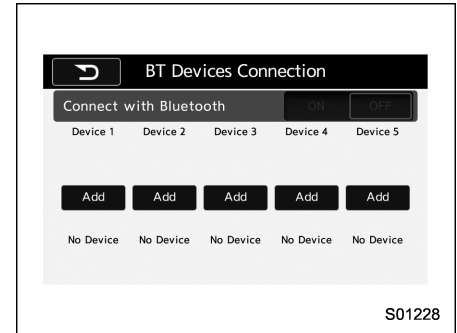 BT Devices Connection
Connect with Bluetooth ON OFF
Device 1 Device 2 Device 3 Device 4 Device 5
Add Add Add Add Add
No Device No Device No Device No Device No Device
S01228